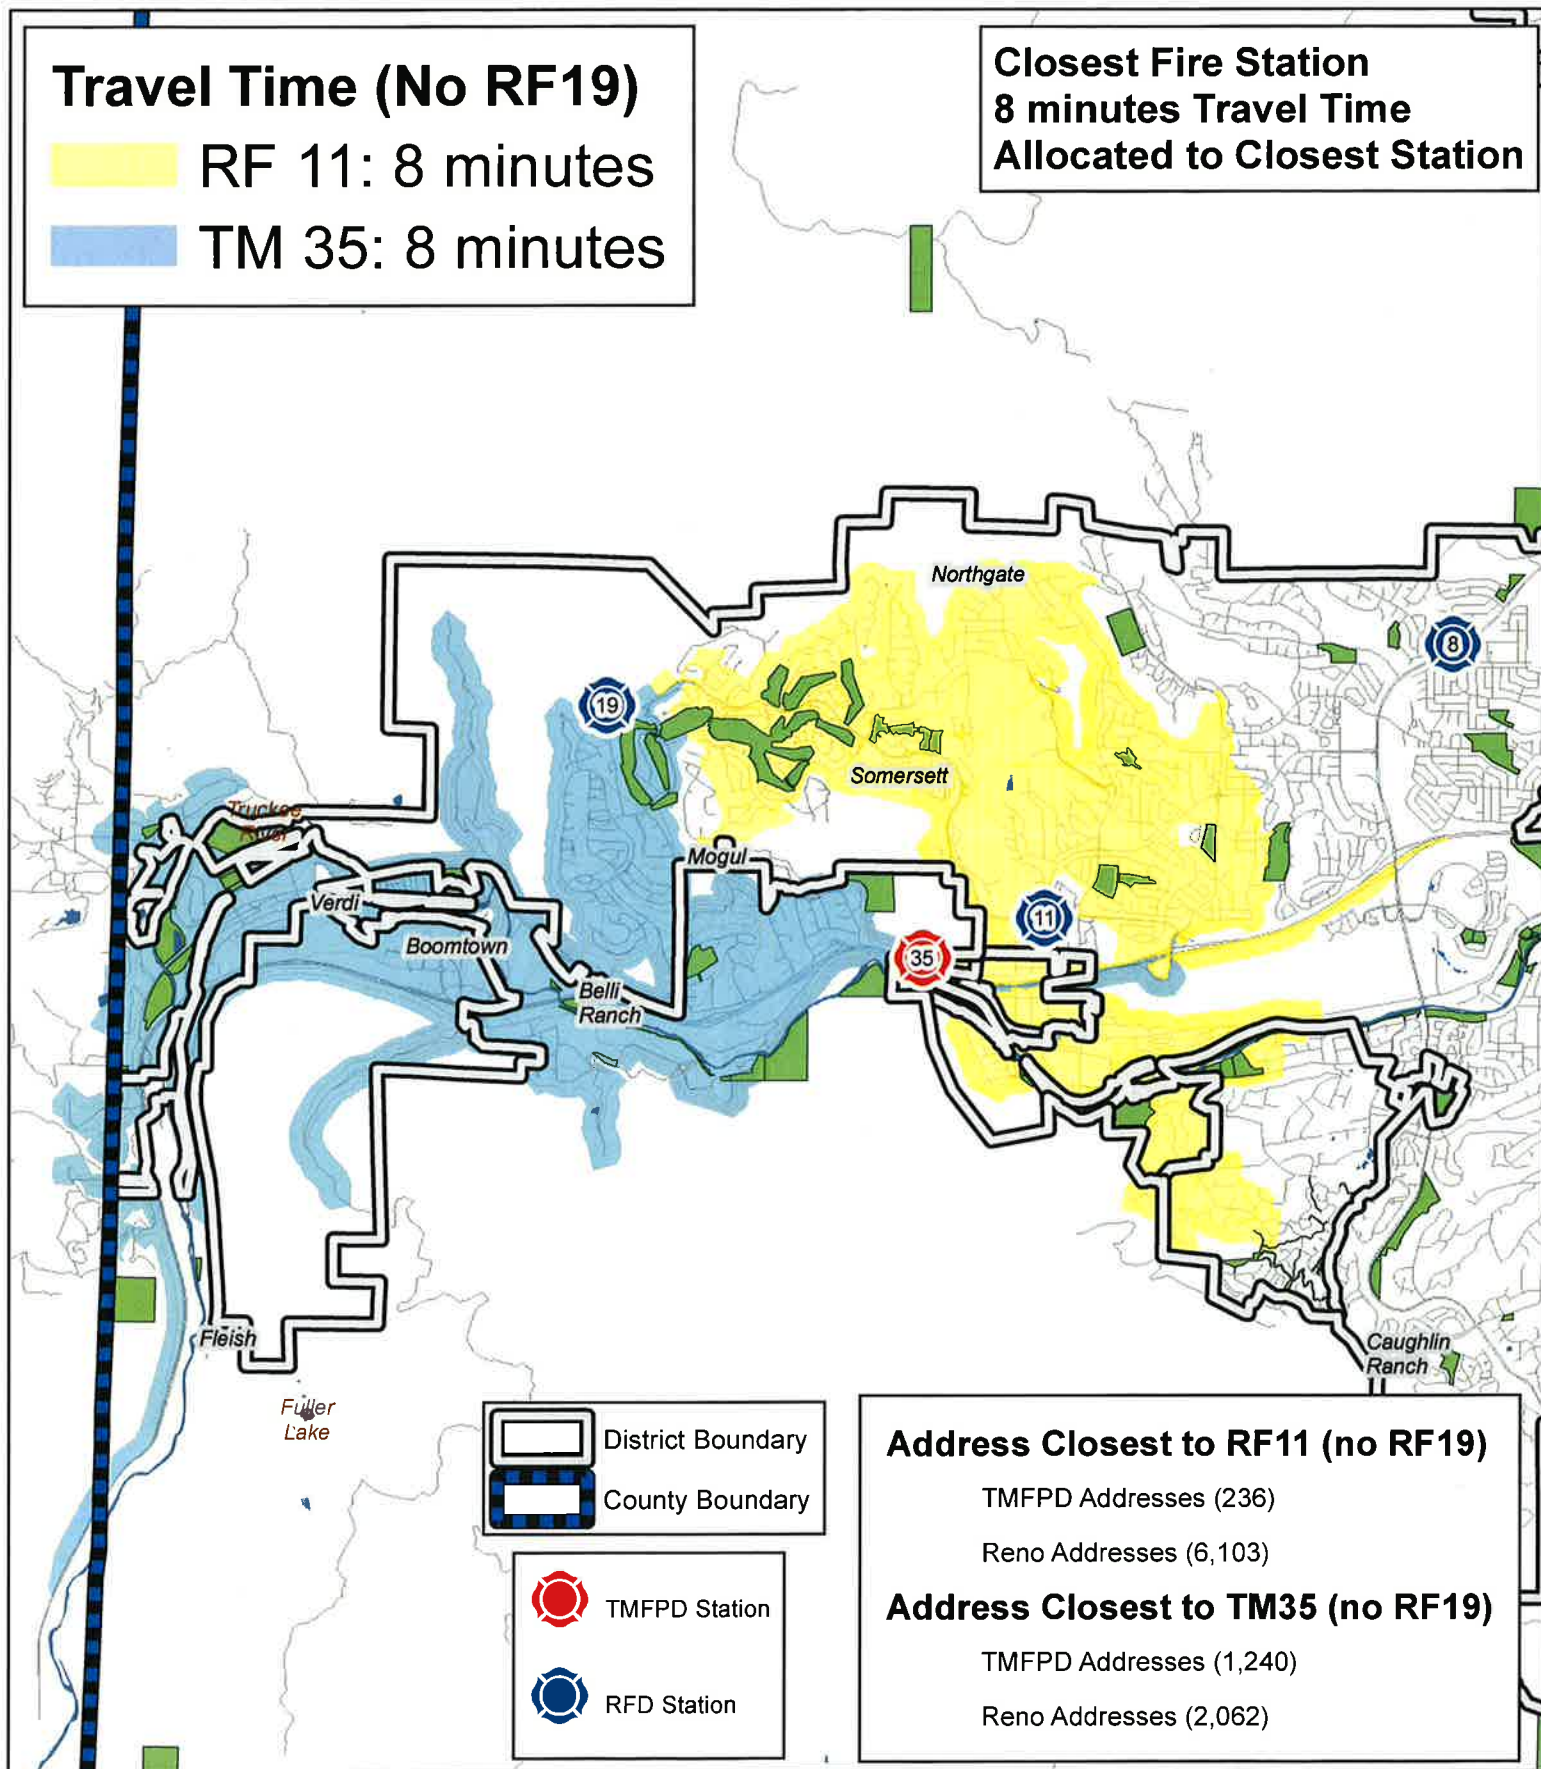 Travel Time (No RF19)
RF 11: 8 minutes
TM 35: 8 minutes
Closest Fire Station
8 minutes Travel Time
Allocated to Closest Station
Northgate
8
19
Somersett
Truckee
River
Mogul
Verdi
11
Boomtown
35
Belli
Ranch
Fleish
Caughlin
Ranch
Fuller
Lake
District Boundary
County Boundary
TMFPD Station
RFD Station
Address Closest to RF11 (no RF19)
TMFPD Addresses (236)
Reno Addresses (6,103)
Address Closest to TM35 (no RF19)
TMFPD Addresses (1,240)
Reno Addresses (2,062)